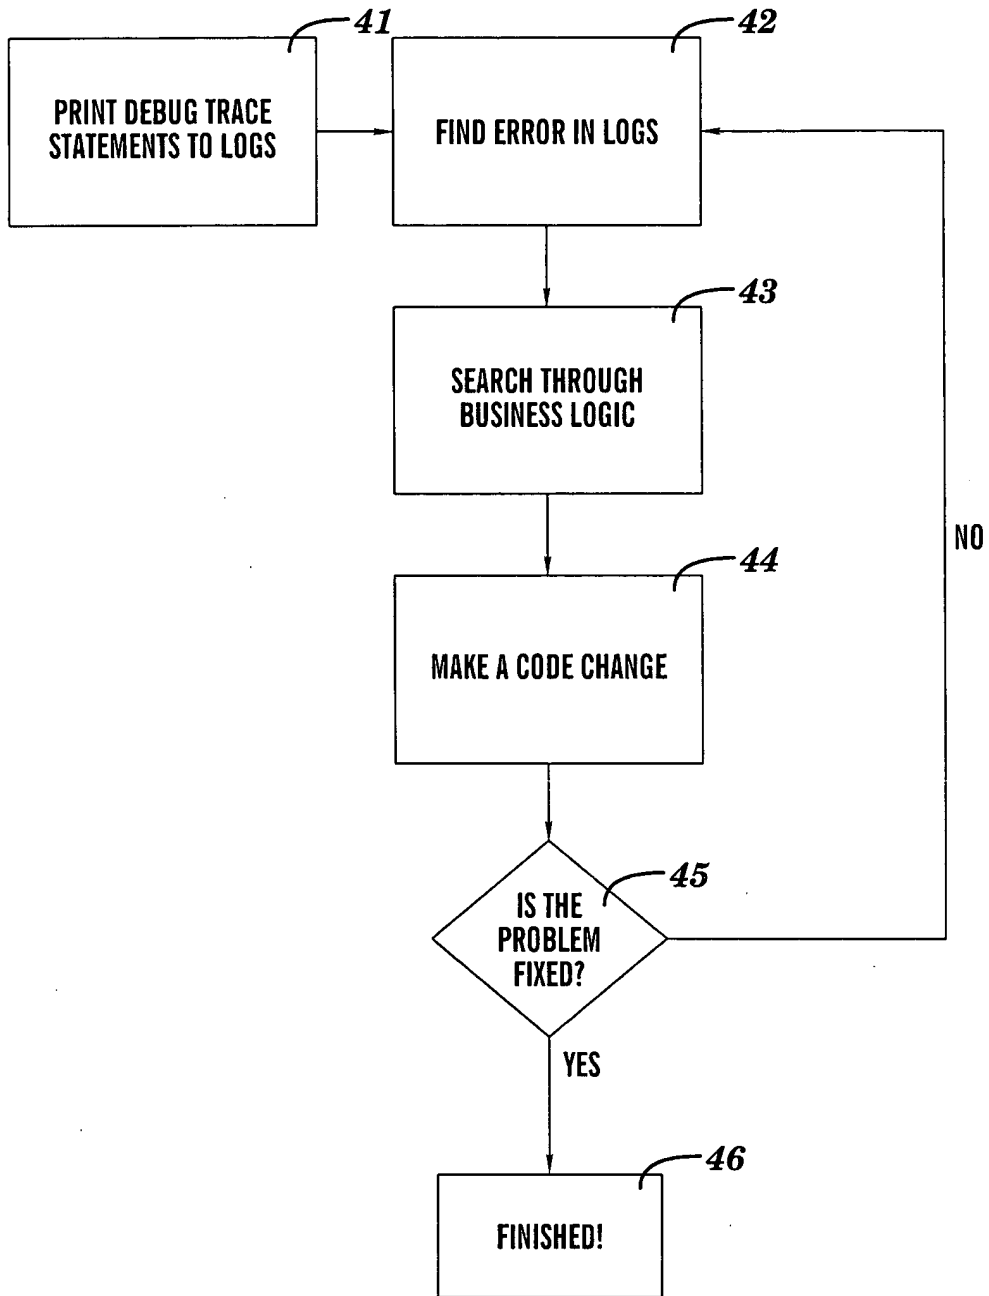 41
PRINT DEBUG TRACE
STATEMENTS TO LOGS
42
FIND ERROR IN LOGS
43
SEARCH THROUGH
BUSINESS LOGIC
NO
44
MAKE A CODE CHANGE
45
IS THE
PROBLEM
FIXED?
YES
46
FINISHED!